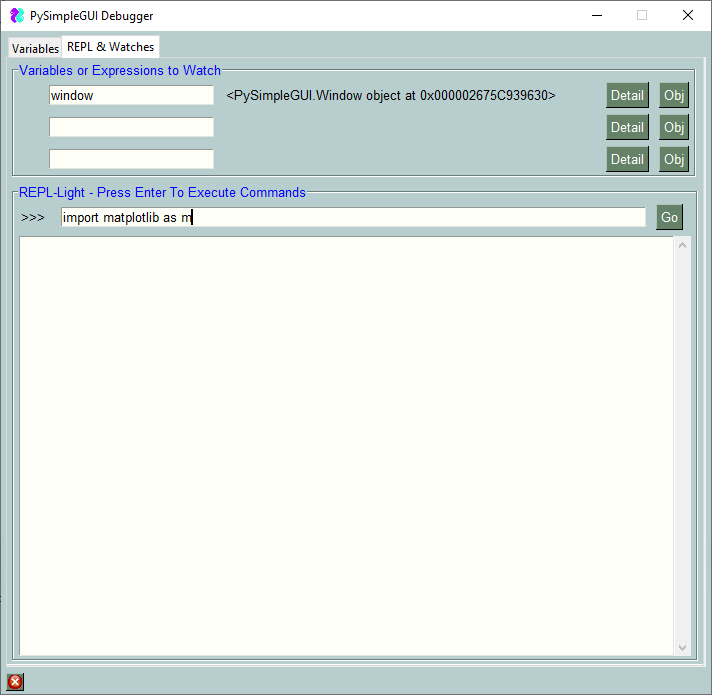 PySimpleGUI Debugger
Variables REPL & Watches
Variables or Expressions to Watch
window <PySimpleGUI.Window object at 0x000002675C939630> Detail Obj
Detail Obj
Detail Obj
REPL-Light - Press Enter To Execute Commands
>>> import matplotlib as m Go